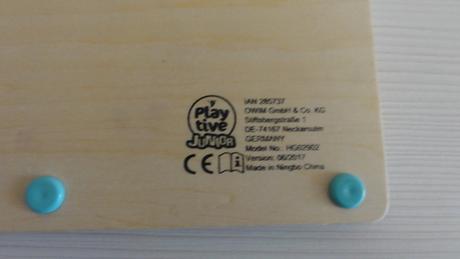 Play
tive
JUNIOR
CE
IAN 285737
OWIM GmbH & Co. KG
Stiftsbergstraße 1
DE-74167 Neckarsulm
GERMANY
Model No.: HG02902
Version: 06/2017
Made in Ningbo China